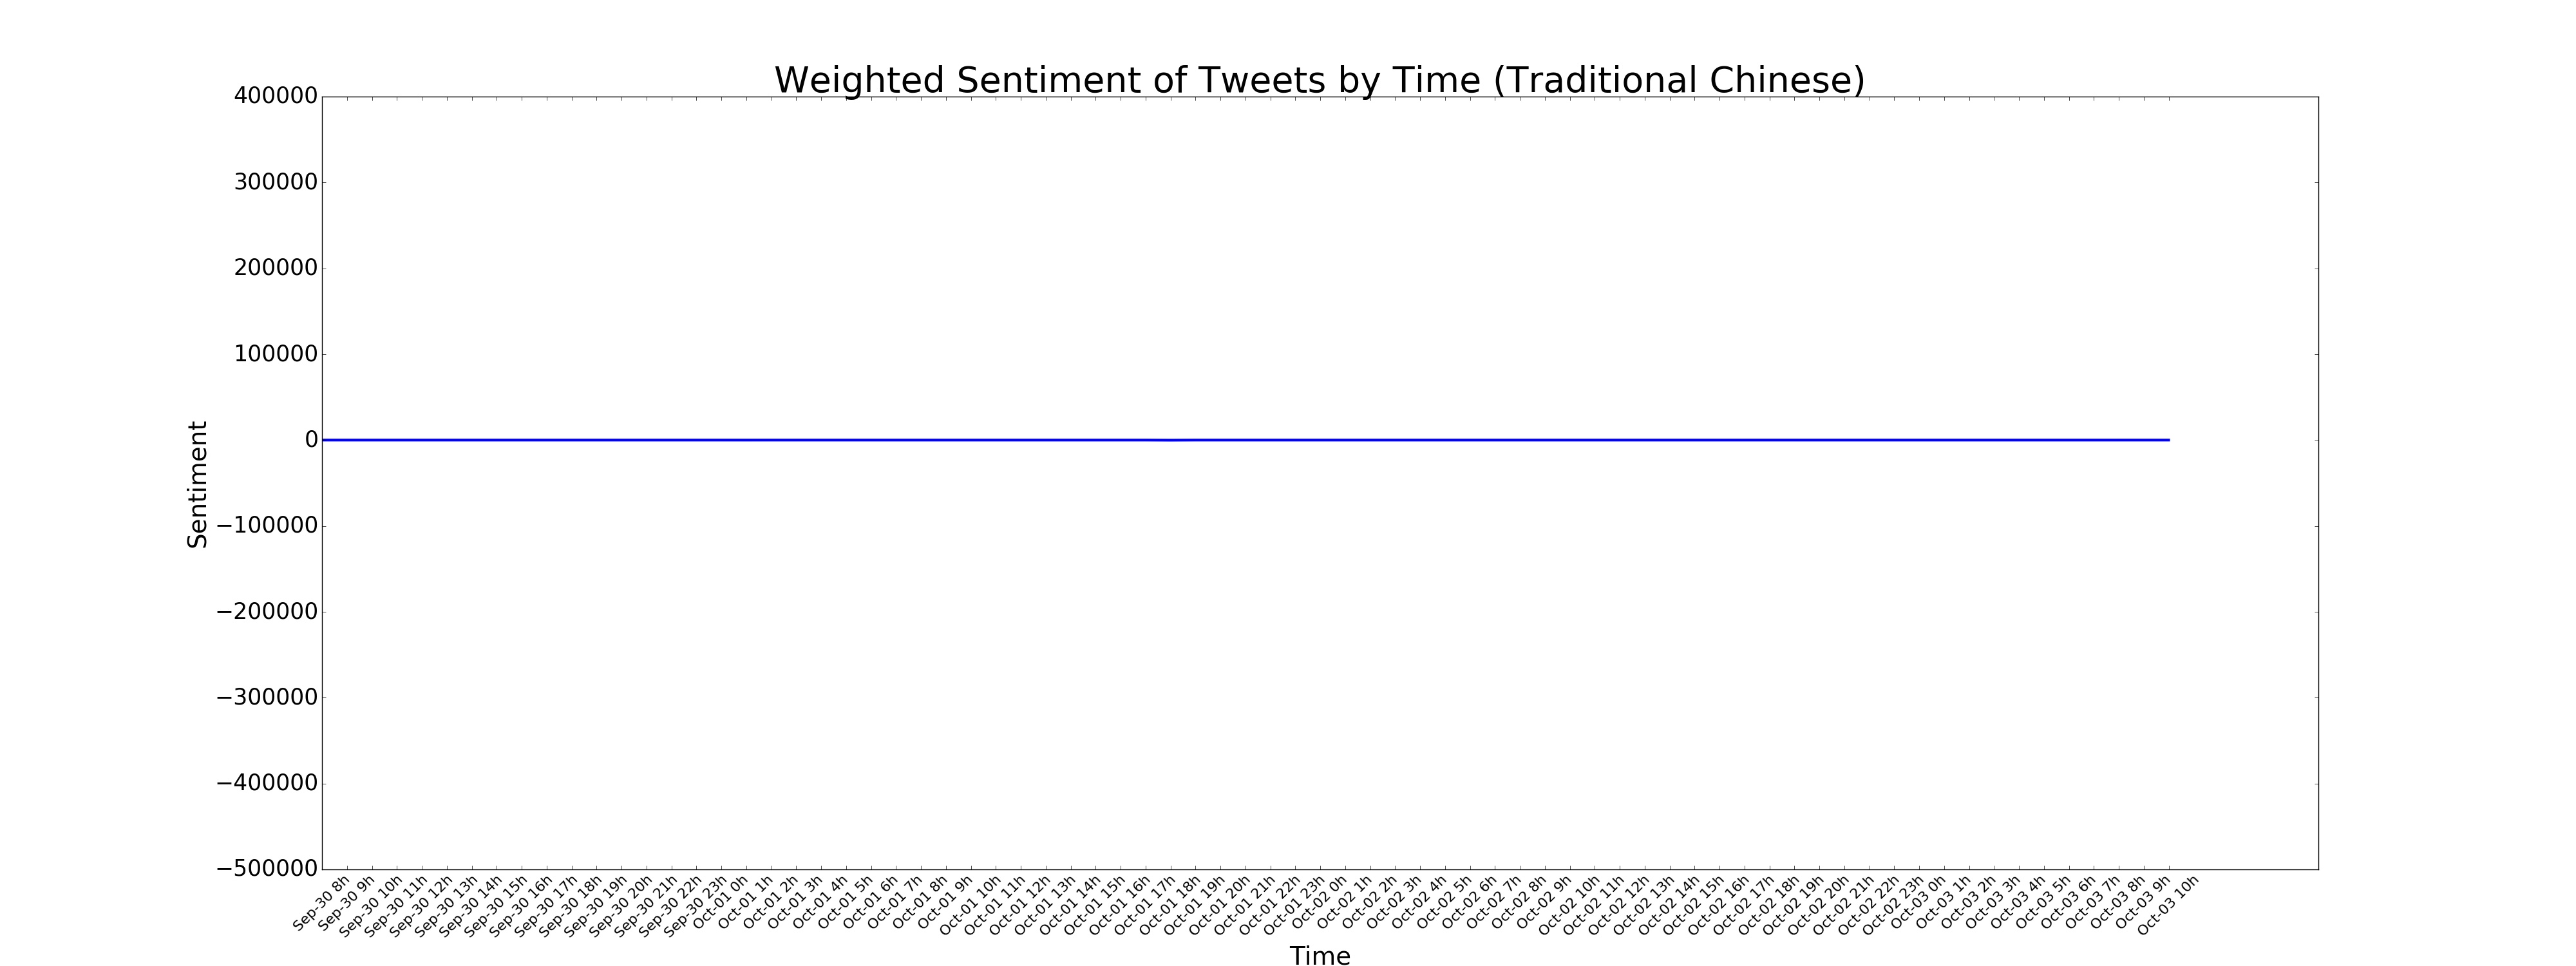 Weighted Sentiment of Tweets by Time (Traditional Chinese)
400000
300000
200000
100000
0
−100000
−200000
−300000
−400000
−500000
Sentiment
Sep-30 8h
Sep-30 9h
Sep-30 10h
Sep-30 11h
Sep-30 12h
Sep-30 13h
Sep-30 14h
Sep-30 15h
Sep-30 16h
Sep-30 17h
Sep-30 18h
Sep-30 19h
Sep-30 20h
Sep-30 21h
Sep-30 22h
Sep-30 23h
Oct-01 0h
Oct-01 1h
Oct-01 2h
Oct-01 3h
Oct-01 4h
Oct-01 5h
Oct-01 6h
Oct-01 7h
Oct-01 8h
Oct-01 9h
Oct-01 10h
Oct-01 11h
Oct-01 12h
Oct-01 13h
Oct-01 14h
Oct-01 15h
Oct-01 16h
Oct-01 17h
Oct-01 18h
Oct-01 19h
Oct-01 20h
Oct-01 21h
Oct-01 22h
Oct-01 23h
Oct-02 0h
Oct-02 1h
Oct-02 2h
Oct-02 3h
Oct-02 4h
Oct-02 5h
Oct-02 6h
Oct-02 7h
Oct-02 8h
Oct-02 9h
Oct-02 10h
Oct-02 11h
Oct-02 12h
Oct-02 13h
Oct-02 14h
Oct-02 15h
Oct-02 16h
Oct-02 17h
Oct-02 18h
Oct-02 19h
Oct-02 20h
Oct-02 21h
Oct-02 22h
Oct-02 23h
Oct-03 0h
Oct-03 1h
Oct-03 2h
Oct-03 3h
Oct-03 4h
Oct-03 5h
Oct-03 6h
Oct-03 7h
Oct-03 8h
Oct-03 9h
Oct-03 10h
Time